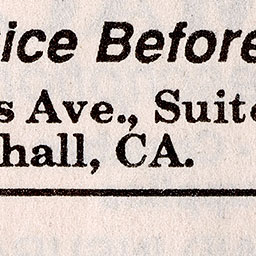 ice Before
s Ave., Suite
hall, CA.